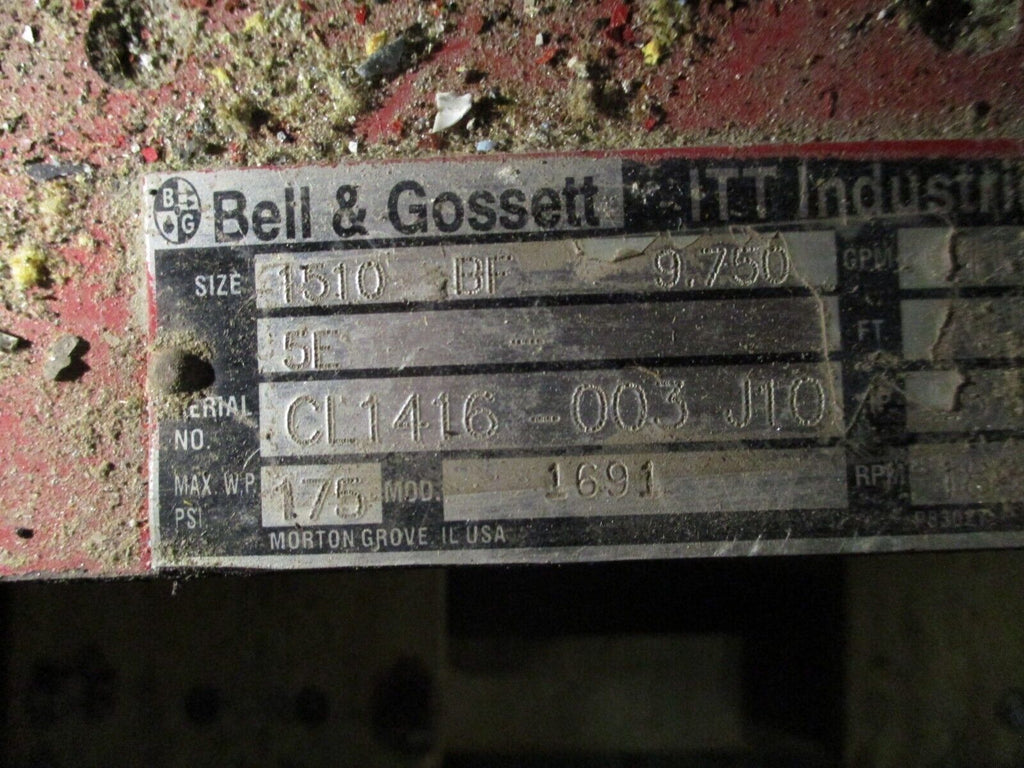 B&G Bell & Gossett ITT Industri
SIZE 1510 BF 9.750 GPM
5E FT
SERIAL NO. CL1416-003 J10
MAX W.P. PSI 175 MOD. 1691 RPM
MORTON GROVE IL USA